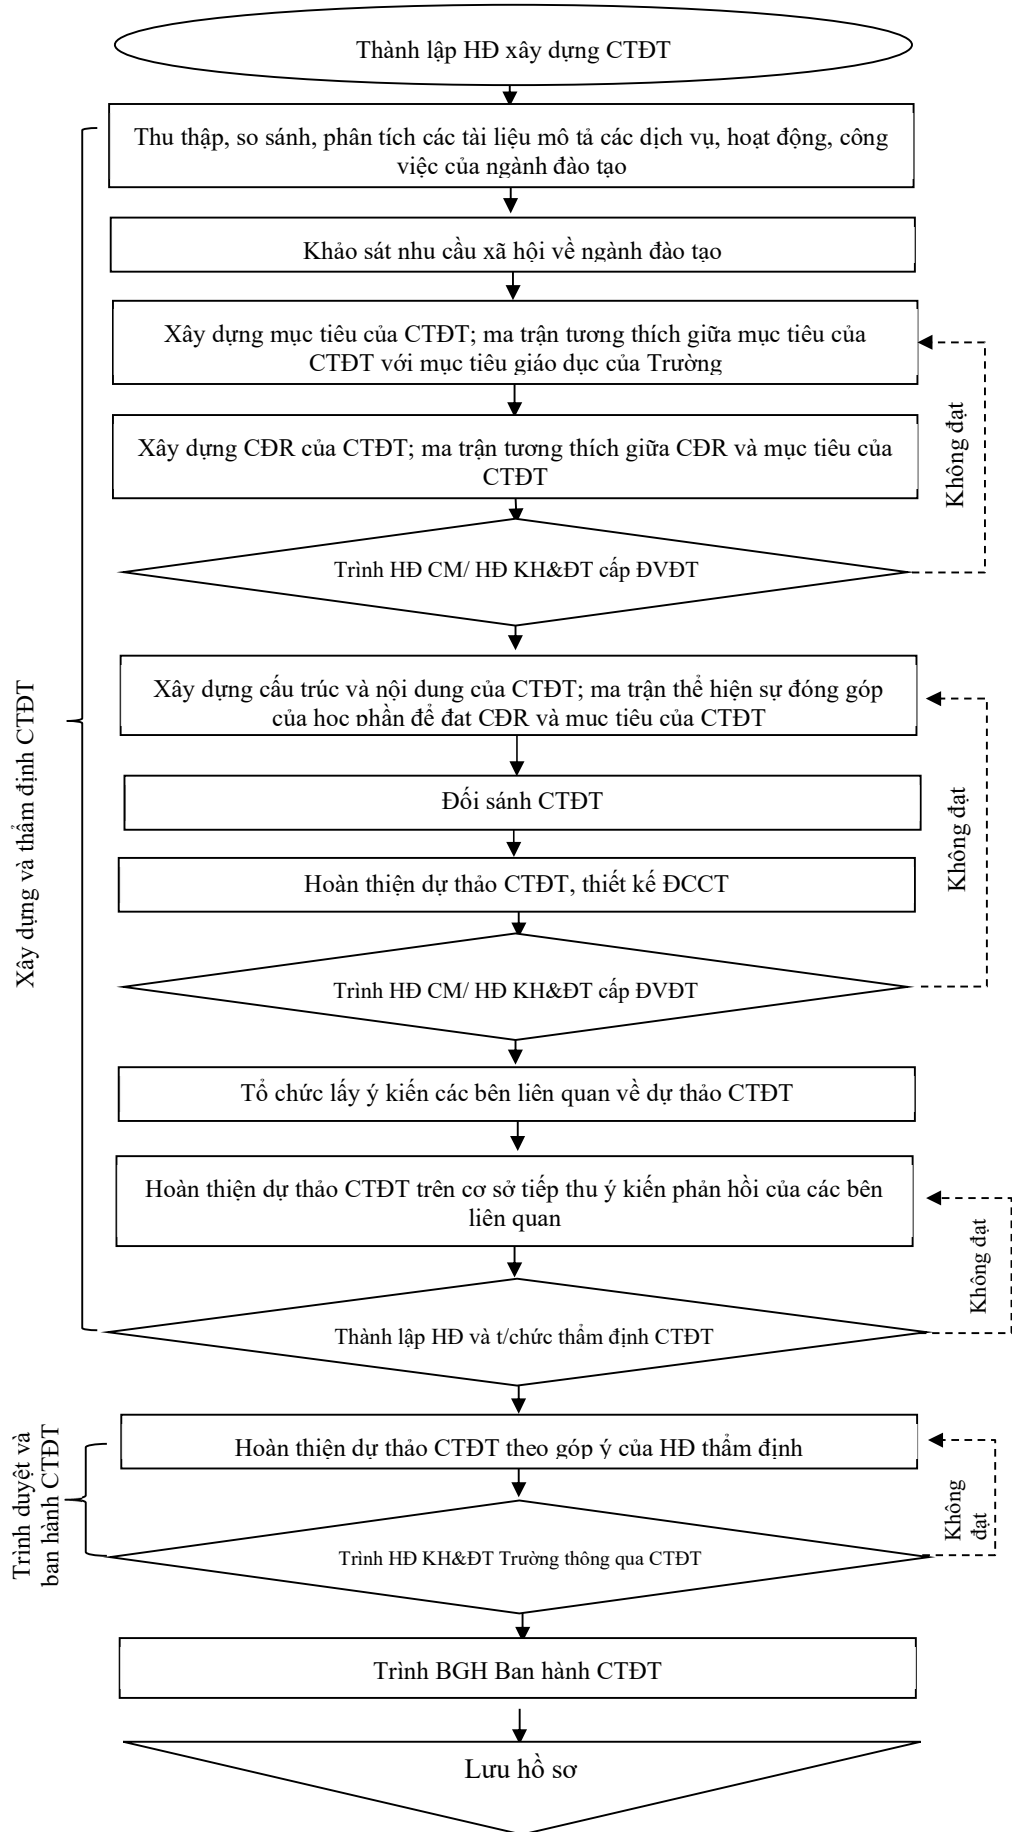 Thành lập HĐ xây dựng CTĐT
Thu thập, so sánh, phân tích các tài liệu mô tả các dịch vụ, hoạt động, công
việc của ngành đào tạo
Khảo sát nhu cầu xã hội về ngành đào tạo
Xây dựng mục tiêu của CTĐT; ma trận tương thích giữa mục tiêu của
CTĐT với mục tiêu giáo dục của Trường
Không đạt
Xây dựng CĐR của CTĐT; ma trận tương thích giữa CĐR và mục tiêu của
CTĐT
Trình HĐ CM/ HĐ KH&ĐT cấp ĐVĐT
Xây dựng và thẩm định CTĐT
Xây dựng cấu trúc và nội dung của CTĐT; ma trận thể hiện sự đóng góp
của học phần để đạt CĐR và mục tiêu của CTĐT
Đối sánh CTĐT
Không đạt
Hoàn thiện dự thảo CTĐT, thiết kế ĐCCT
Trình HĐ CM/ HĐ KH&ĐT cấp ĐVĐT
Tổ chức lấy ý kiến các bên liên quan về dự thảo CTĐT
Hoàn thiện dự thảo CTĐT trên cơ sở tiếp thu ý kiến phản hồi của các bên
liên quan
Không đạt
Thành lập HĐ và t/chức thẩm định CTĐT
Trình duyệt và
ban hành CTĐT
Hoàn thiện dự thảo CTĐT theo góp ý của HĐ thẩm định
Không
đạt
Trình HĐ KH&ĐT Trường thông qua CTĐT
Trình BGH Ban hành CTĐT
Lưu hồ sơ